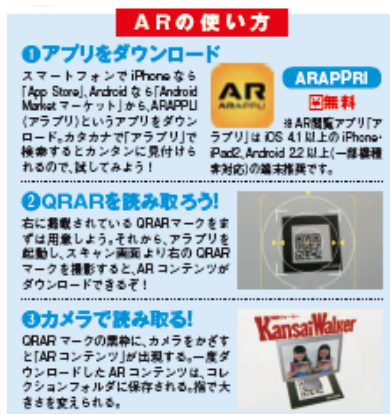 ARの使い方
❶アプリをダウンロード
スマートフォンでiPhoneなら
「App Store」、Androidなら「Android
Marketマーケット」から、ARAPPLI
(アラプリ)というアプリをダウン
ロード。カタカナで「アラプリ」で
検索するとカンタンに見付けら
れるので、試してみよう!
AR
ARAPPLI
ARAPPRI
無料
※AR閲覧アプリ「ア
ラプリ」はiOS 4.1以上のiPhone・
iPad2、Android 2.2以上(一部機種
非対応)の端末推奨です。
❷QRARを読み取ろう!
右に掲載されているQRARマークをま
ずは用意しよう。それから、アラプリを
起動し、スキャン画面より右のQRAR
マークを撮影すると、ARコンテンツが
ダウンロードできるぞ!
❸カメラで読み取る!
QRARマークの黒枠に、カメラをかざす
と「ARコンテンツ」が出現する。一度ダ
ウンロードしたARコンテンツは、コレ
クションフォルダに保存される。指で大
きさを変えられる。
KansaiWalker